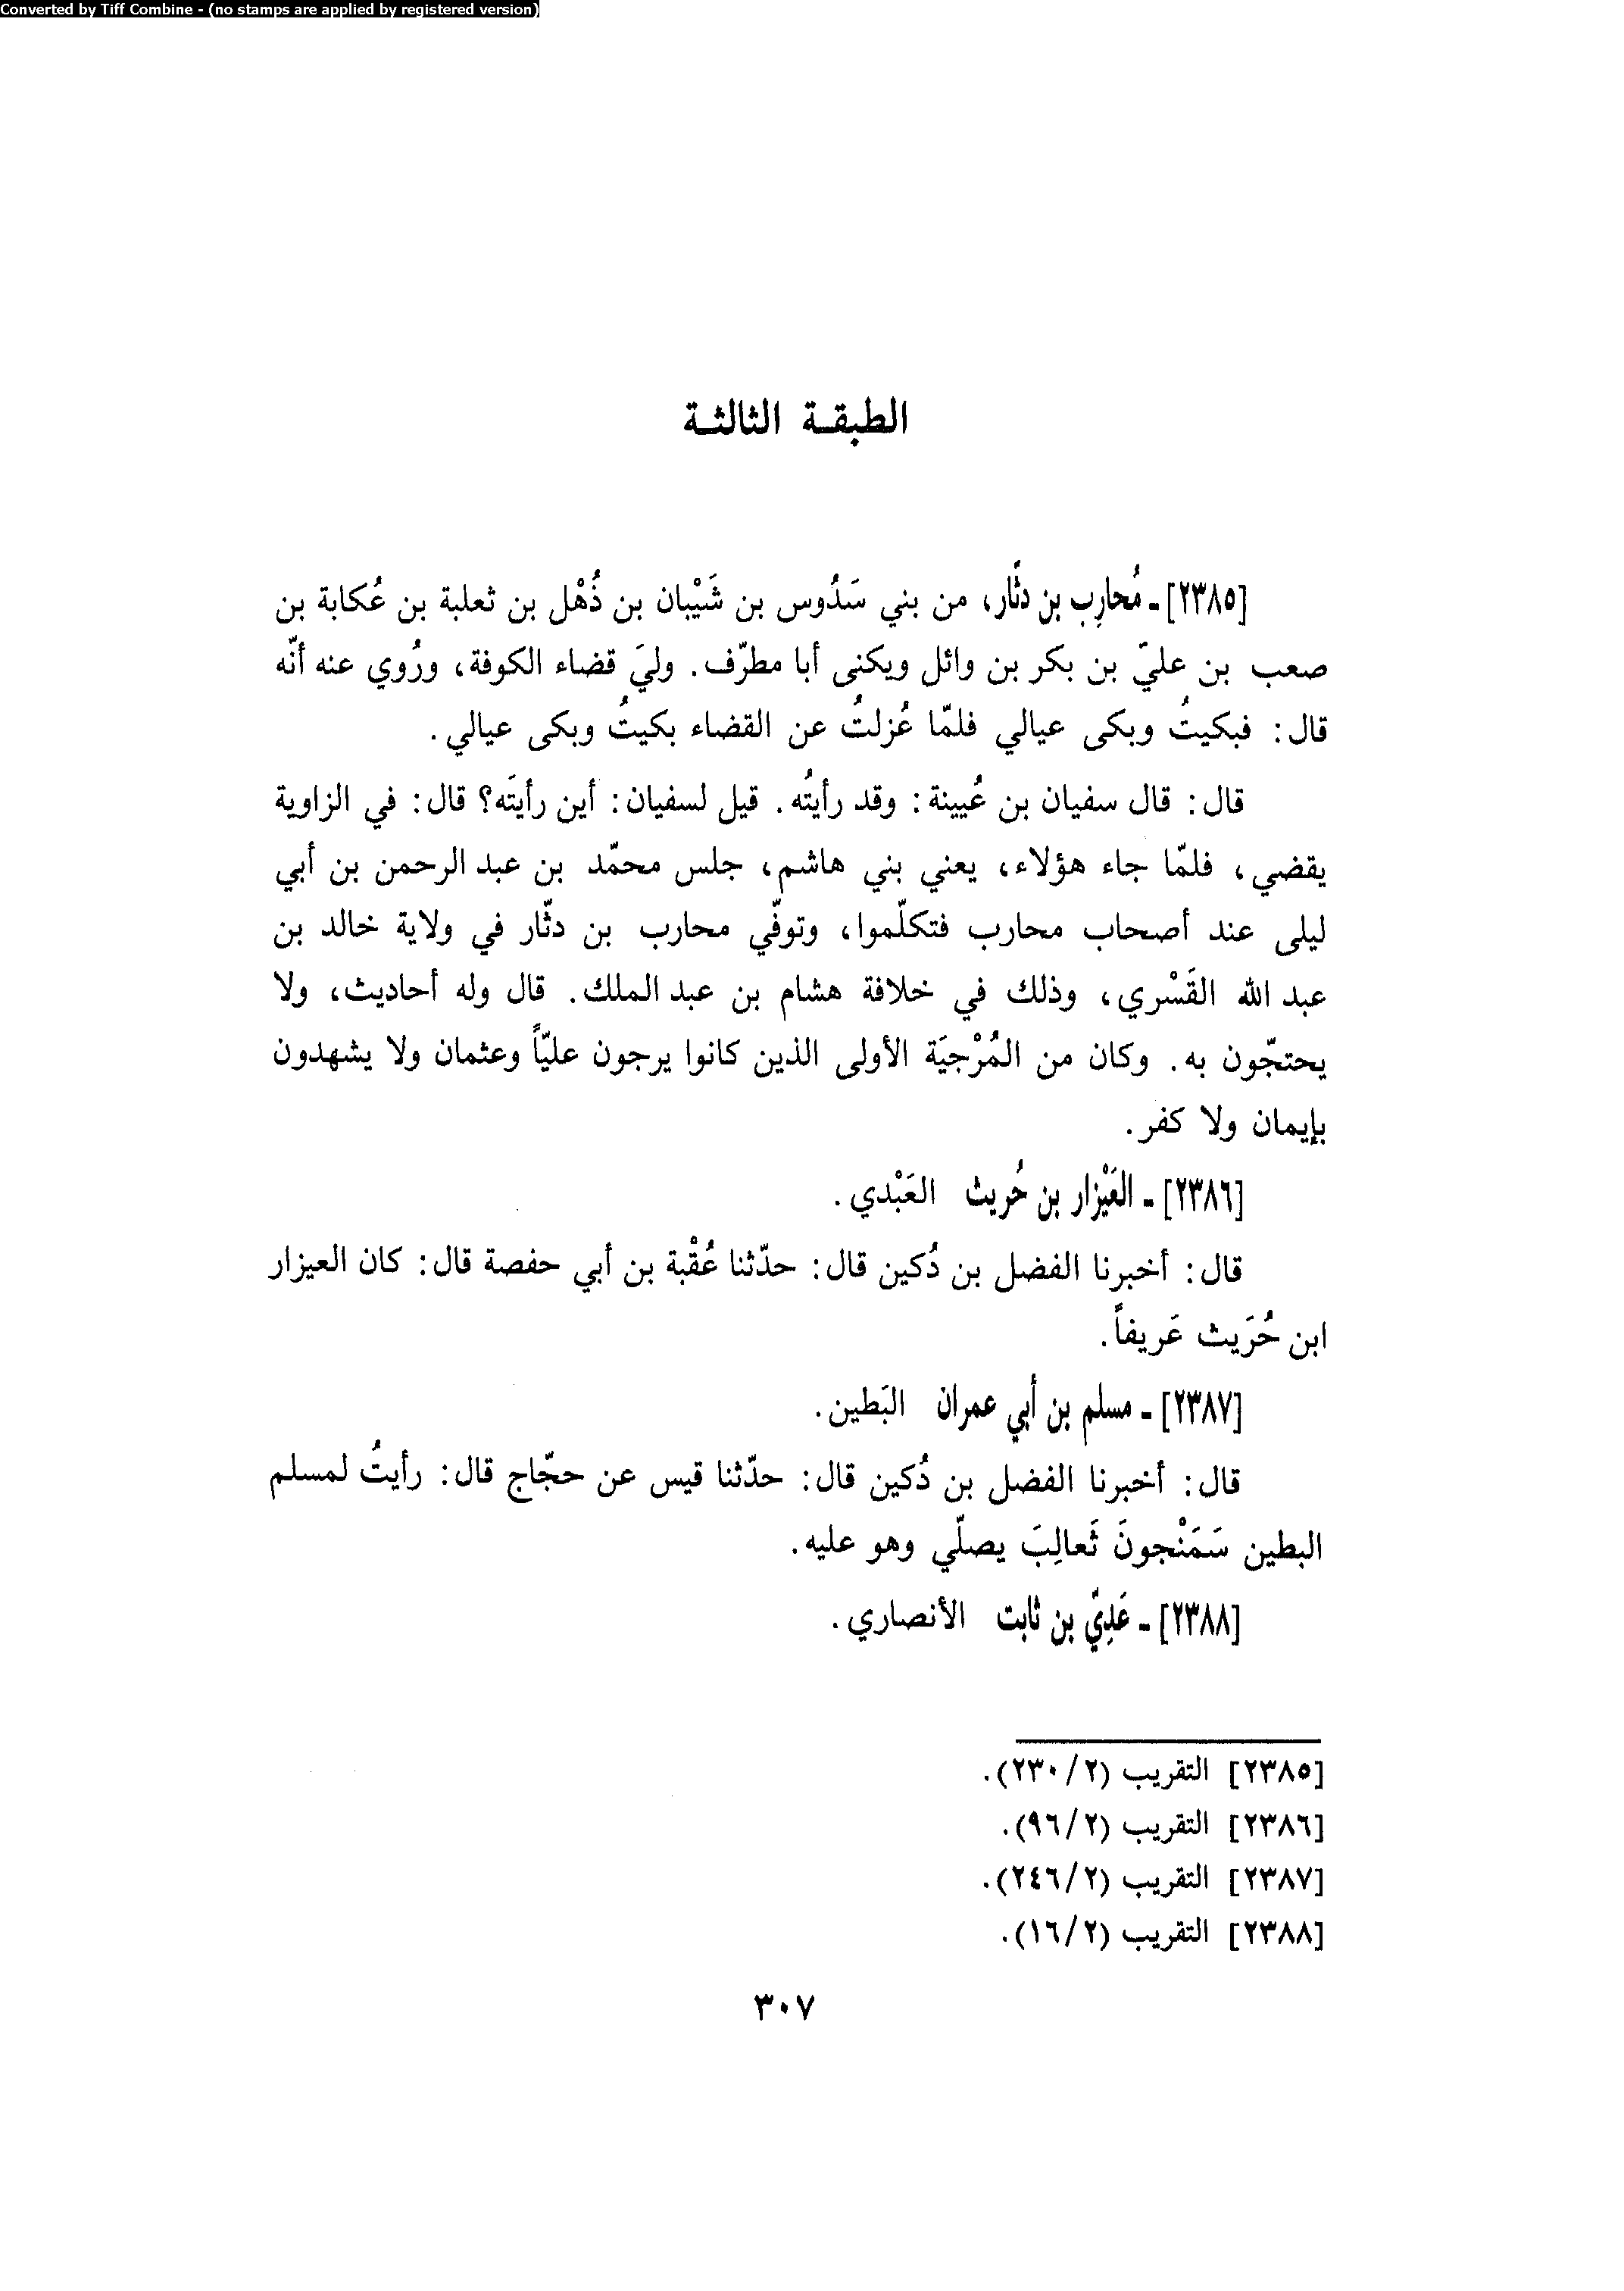 Converted by Tiff Combine - (no stamps are applied by registered version)
الطبقـة الثالثـة
[٢٣٨٥] ـ مُحارِب بن دثَّار، من بني سَدُوس بن شَيْبان بن ذُهْل بن ثعلبة بن عُكابة بن
صعب بن عليّ بن بكر بن وائل ويكنى أبا مطرّف. وليَ قضاء الكوفة، ورُوي عنه أنّه
قال: فبكيتُ وبكى عيالي فلمّا عُزلتُ عن القضاء بكيتُ وبكى عيالي.
قال: قال سفيان بن عُيينة: وقد رأيتُه. قيل لسفيان: أين رأيتَه؟ قال: في الزاوية
يقضي، فلمّا جاء هؤلاء، يعني بني هاشم، جلس محمّد بن عبد الرحمن بن أبي
ليلى عند أصحاب محارب فتكلّموا، وتوفّي محارب بن دثّار في ولاية خالد بن
عبد الله القَسْري، وذلك في خلافة هشام بن عبد الملك. قال وله أحاديث، ولا
يحتجّون به. وكان من المُرْجيَة الأولى الذين كانوا يرجون عليّاً وعثمان ولا يشهدون
بإيمان ولا كفر.
[٢٣٨٦] ـ العَيْزار بن حُريث العَبْدي.
قال: أخبرنا الفضل بن دُكين قال: حدّثنا عُقْبة بن أبي حفصة قال: كان العيزار
ابن حُرَيث عَريفاً.
[٢٣٨٧] ـ مسلم بن أبي عمران البَطين.
قال: أخبرنا الفضل بن دُكين قال: حدّثنا قيس عن حجّاج قال: رأيتُ لمسلم
البطين سَمَنْجونَ ثَعالِبَ يصلّي وهو عليه.
[٢٣٨٨] ـ عَدِيّ بن ثابت الأنصاري.
[٢٣٨٥] التقريب (٢/ ٢٣٠).
[٢٣٨٦] التقريب (٢/ ٩٦).
[٢٣٨٧] التقريب (٢/ ٢٤٦).
[٢٣٨٨] التقريب (٢/ ١٦).
٣٠٧